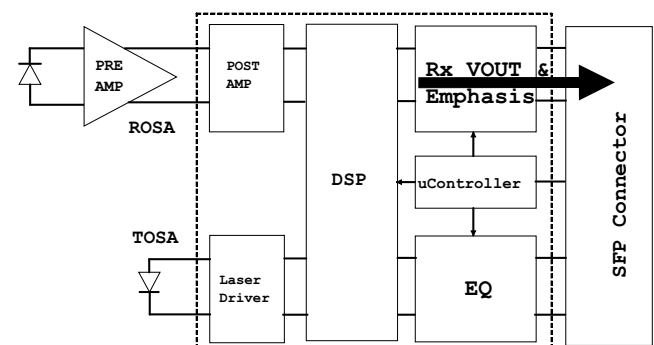 PRE
AMP
POST
AMP
Rx VOUT &
Emphasis
ROSA
DSP
uController
SFP Connector
TOSA
Laser
Driver
EQ